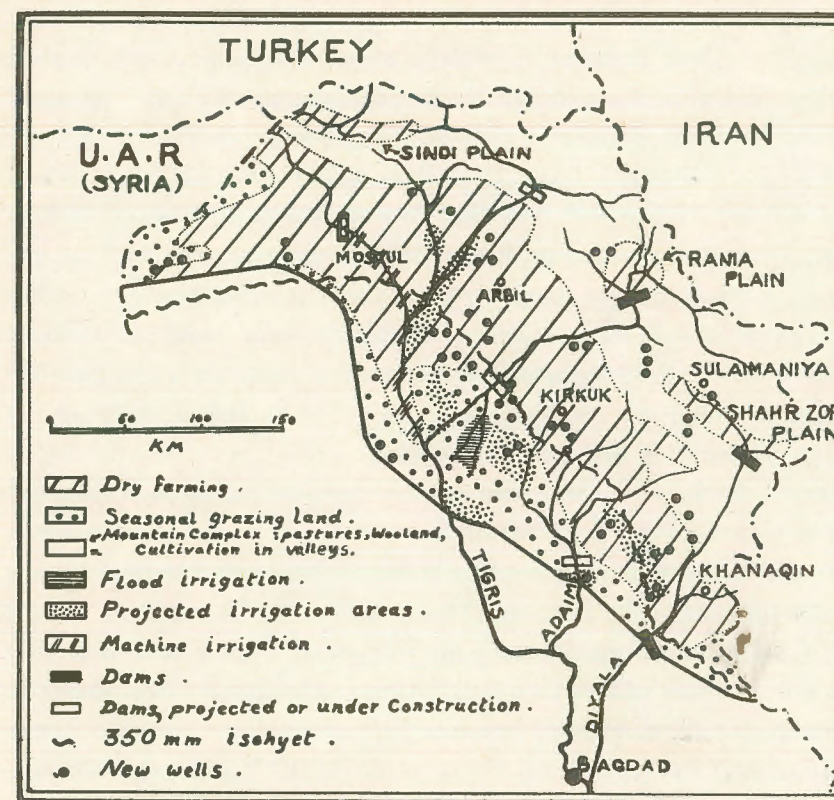 TURKEY
IRAN
U.A.R
(SYRIA)
SINDI PLAIN
MOSUL
RANIA
PLAIN
ARBIL
SULAIMANIYA
KIRKUK
SHAHR ZOR
PLAIN
0 50 100 150
KM
Dry farming.
Seasonal grazing land.
Mountain Complex : pastures, Wooland,
Cultivation in valleys.
Flood irrigation.
Projected irrigation areas.
Machine irrigation.
Dams.
Dams, projected or under Construction.
350 mm isohyet.
New wells.
KHANAQIN
TIGRIS
ADAIM
DIYALA
BAGDAD